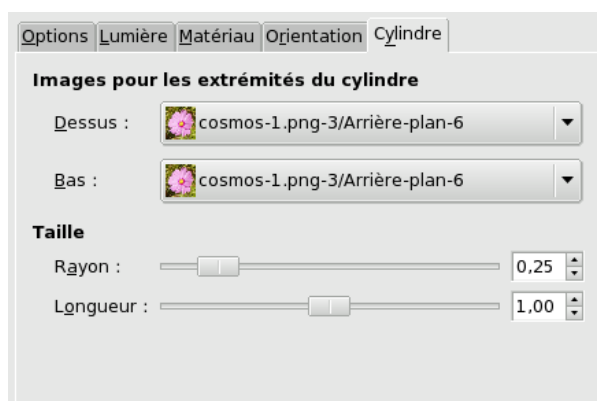 Options Lumière Matériau Orientation Cylindre
Images pour les extrémités du cylindre
Dessus : cosmos-1.png-3/Arrière-plan-6
Bas : cosmos-1.png-3/Arrière-plan-6
Taille
Rayon : 0,25
Longueur : 1,00